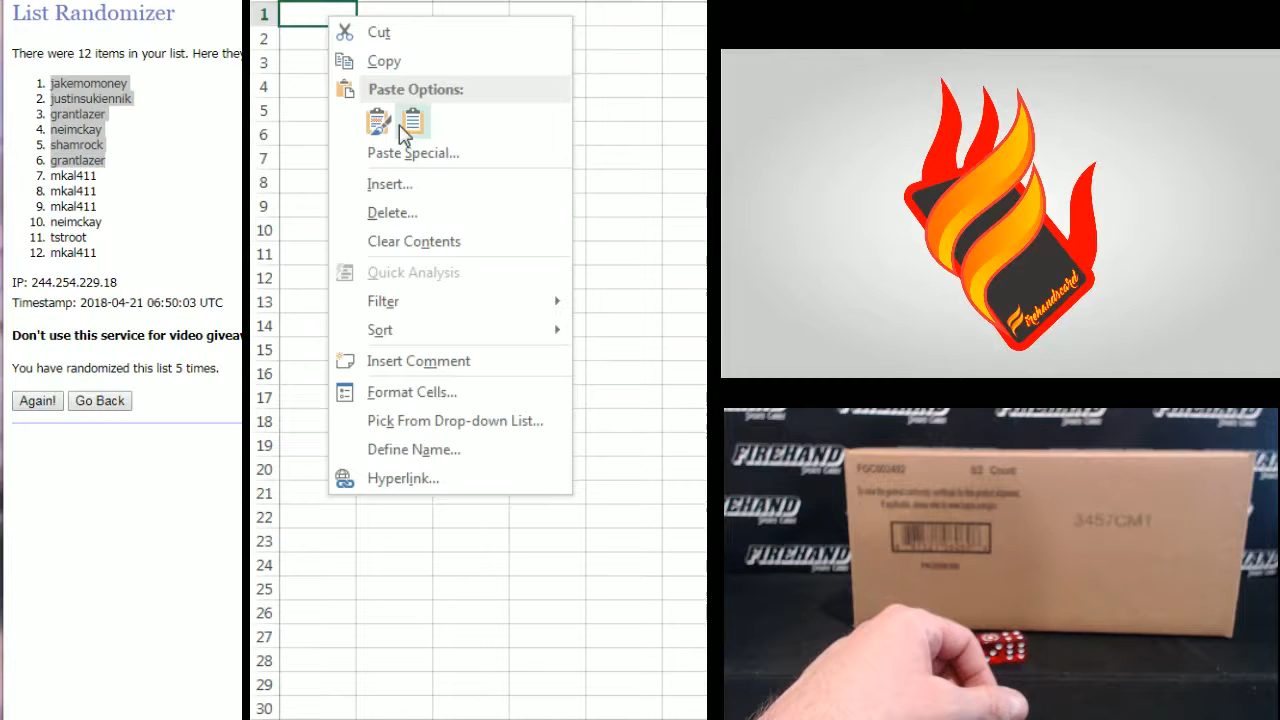 List Randomizer
There were 12 items in your list. Here they
1. jakemomoney
2. justinsukiennik
3. grantlazer
4. neimckay
5. shamrock
6. grantlazer
7. mkal411
8. mkal411
9. mkal411
10. neimckay
11. tstroot
12. mkal411
IP: 244.254.229.18
Timestamp: 2018-04-21 06:50:03 UTC
Don't use this service for video giveaw
You have randomized this list 5 times.
Again! Go Back
1
2
3
4
5
6
7
8
9
10
11
12
13
14
15
16
17
18
19
20
21
22
23
24
25
26
27
28
29
30
Cut
Copy
Paste Options:
Paste Special...
Insert...
Delete...
Clear Contents
Quick Analysis
Filter
Sort
Insert Comment
Format Cells...
Pick From Drop-down List...
Define Name...
Hyperlink...
Firehandscard
FIREHAND
FIREHAND
FIREHAND
FIREHAND
Count
3457CM1